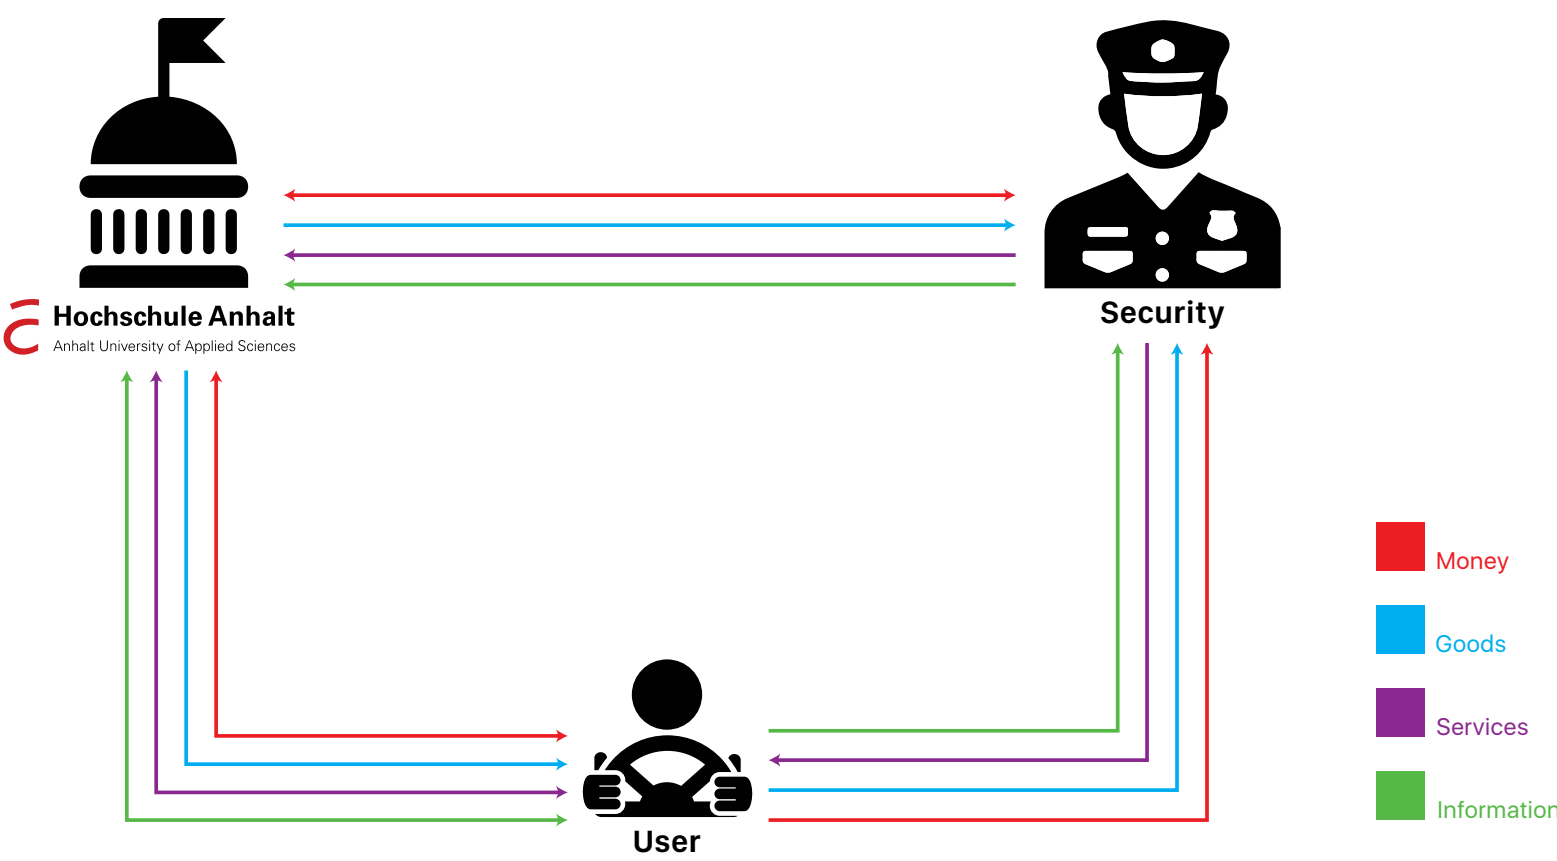 Hochschule Anhalt
Anhalt University of Applied Sciences
Security
User
Money
Goods
Services
Information